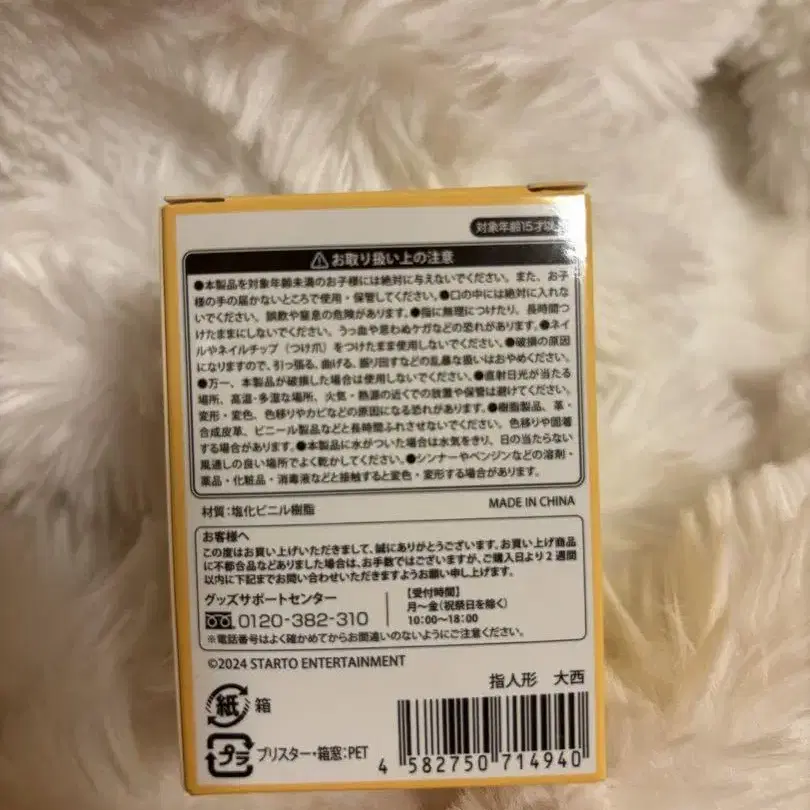 対象年齢15才以
⚠お取り扱い上の注意
●本製品を対象年齢未満のお子様には絶対に与えないでください。また、お子
様の手の届かないところで使用・保管してください。●口の中には絶対に入れな
いでください。誤飲や窒息の危険があります。●指に無理につけたり、長時間つ
けたままにしないでください。うっ血や思わぬケガなどの恐れがあります。●ネイ
ルやネイルチップ(つけ爪)をつけたまま使用しないでください。●破損の原因
になりますので、引っ張る、曲げる、振り回すなどの乱暴な扱いはおやめください。
●万一、本製品が破損した場合は使用しないでください。●直射日光が当たる
場所、高温・多湿な場所、火気・熱源の近くでの放置や保管は避けてください。
変形・変色、色移りやカビなどの原因になる恐れがあります。●樹脂製品、革・
合成皮革、ビニール製品などと長時間ふれさせないでください。色移りや固着
する場合があります。●本製品に水がついた場合は水気をきり、日の当たらない
風通しの良い場所でよく乾かしてください。●シンナーやベンジンなどの溶剤・
薬品・化粧品・消毒液などと接触すると変色・変形する場合があります。
材質:塩化ビニル樹脂 MADE IN CHINA
お客様へ
この度はお買い上げいただきまして、誠にありがとうございます。お買い上げ商品
に不都合品などありました場合は、お手数ではございますが、ご購入日より2週間
以内に下記までお問い合わせいただきますようお願い申し上げます。
グッズサポートセンター
0120-382-310
【受付時間】
月~金(祝祭日を除く)
10:00~18:00
※電話番号はよく確かめてからお間違いのないようにご注意ください。
©2024 STARTO ENTERTAINMENT
指人形 大西
紙 箱
プラ ブリスター・箱窓:PET
4 582750 714940